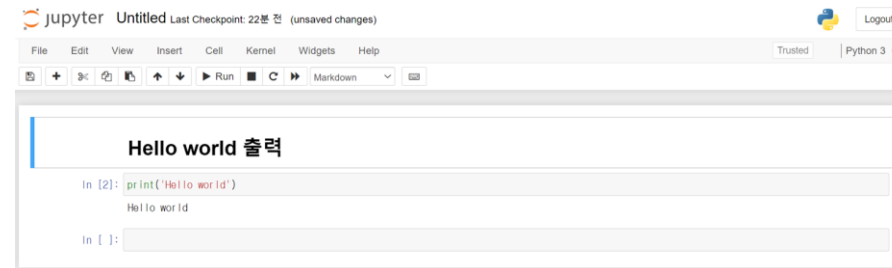 jupyter Untitled Last Checkpoint: 22분 전 (unsaved changes) Logout
File Edit View Insert Cell Kernel Widgets Help Trusted Python 3
Run Markdown
Hello world 출력
In [2]: print('Hello world')
Hello world
In [ ]: